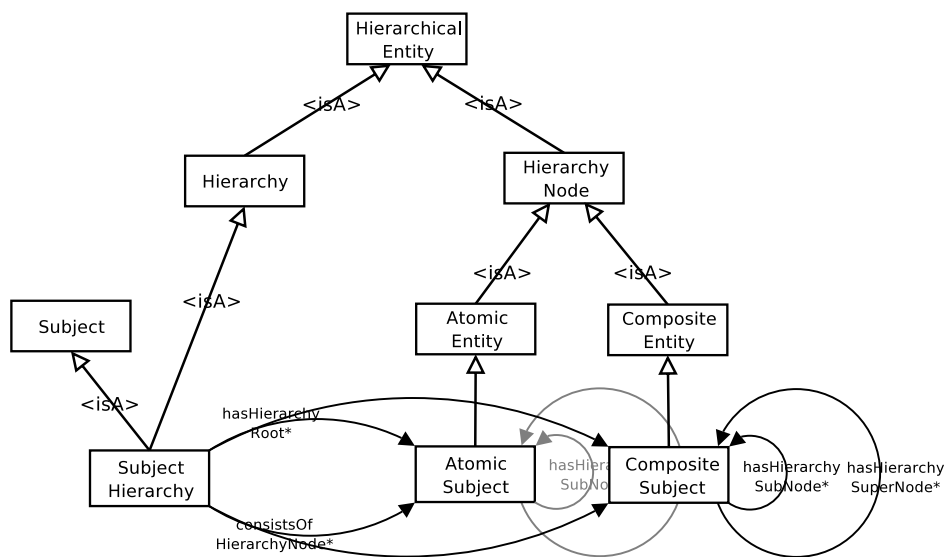 Hierarchical
Entity
<isA>
<isA>
Hierarchy
Hierarchy
Node
<isA>
<isA>
<isA>
Subject
Atomic
Entity
Composite
Entity
<isA>
hasHierarchy
Root*
Subject
Hierarchy
Atomic
Subject
Composite
Subject
hasHierarchy
SubNode*
hasHierarchy
SuperNode*
consistsOf
HierarchyNode*